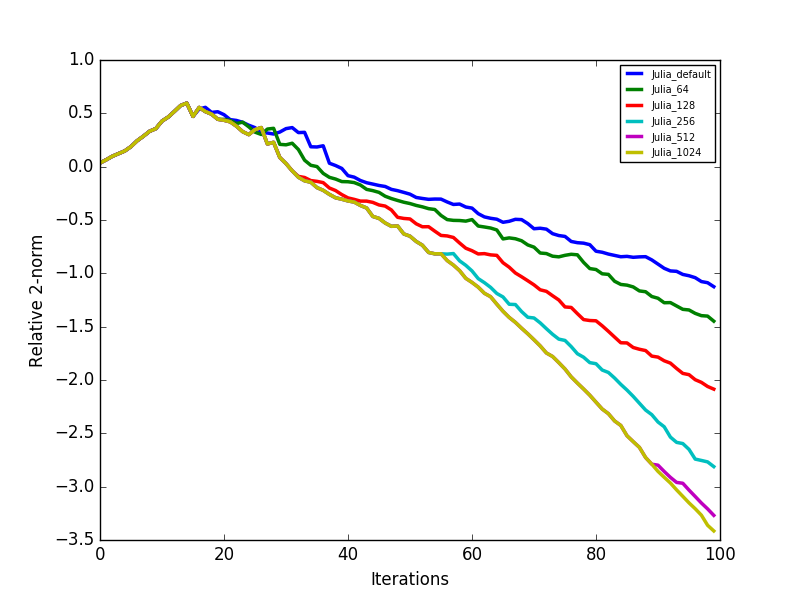 1.0
0.5
0.0
−0.5
−1.0
−1.5
−2.0
−2.5
−3.0
−3.5
Relative 2-norm
Julia_default
Julia_64
Julia_128
Julia_256
Julia_512
Julia_1024
0 20 40 60 80 100
Iterations